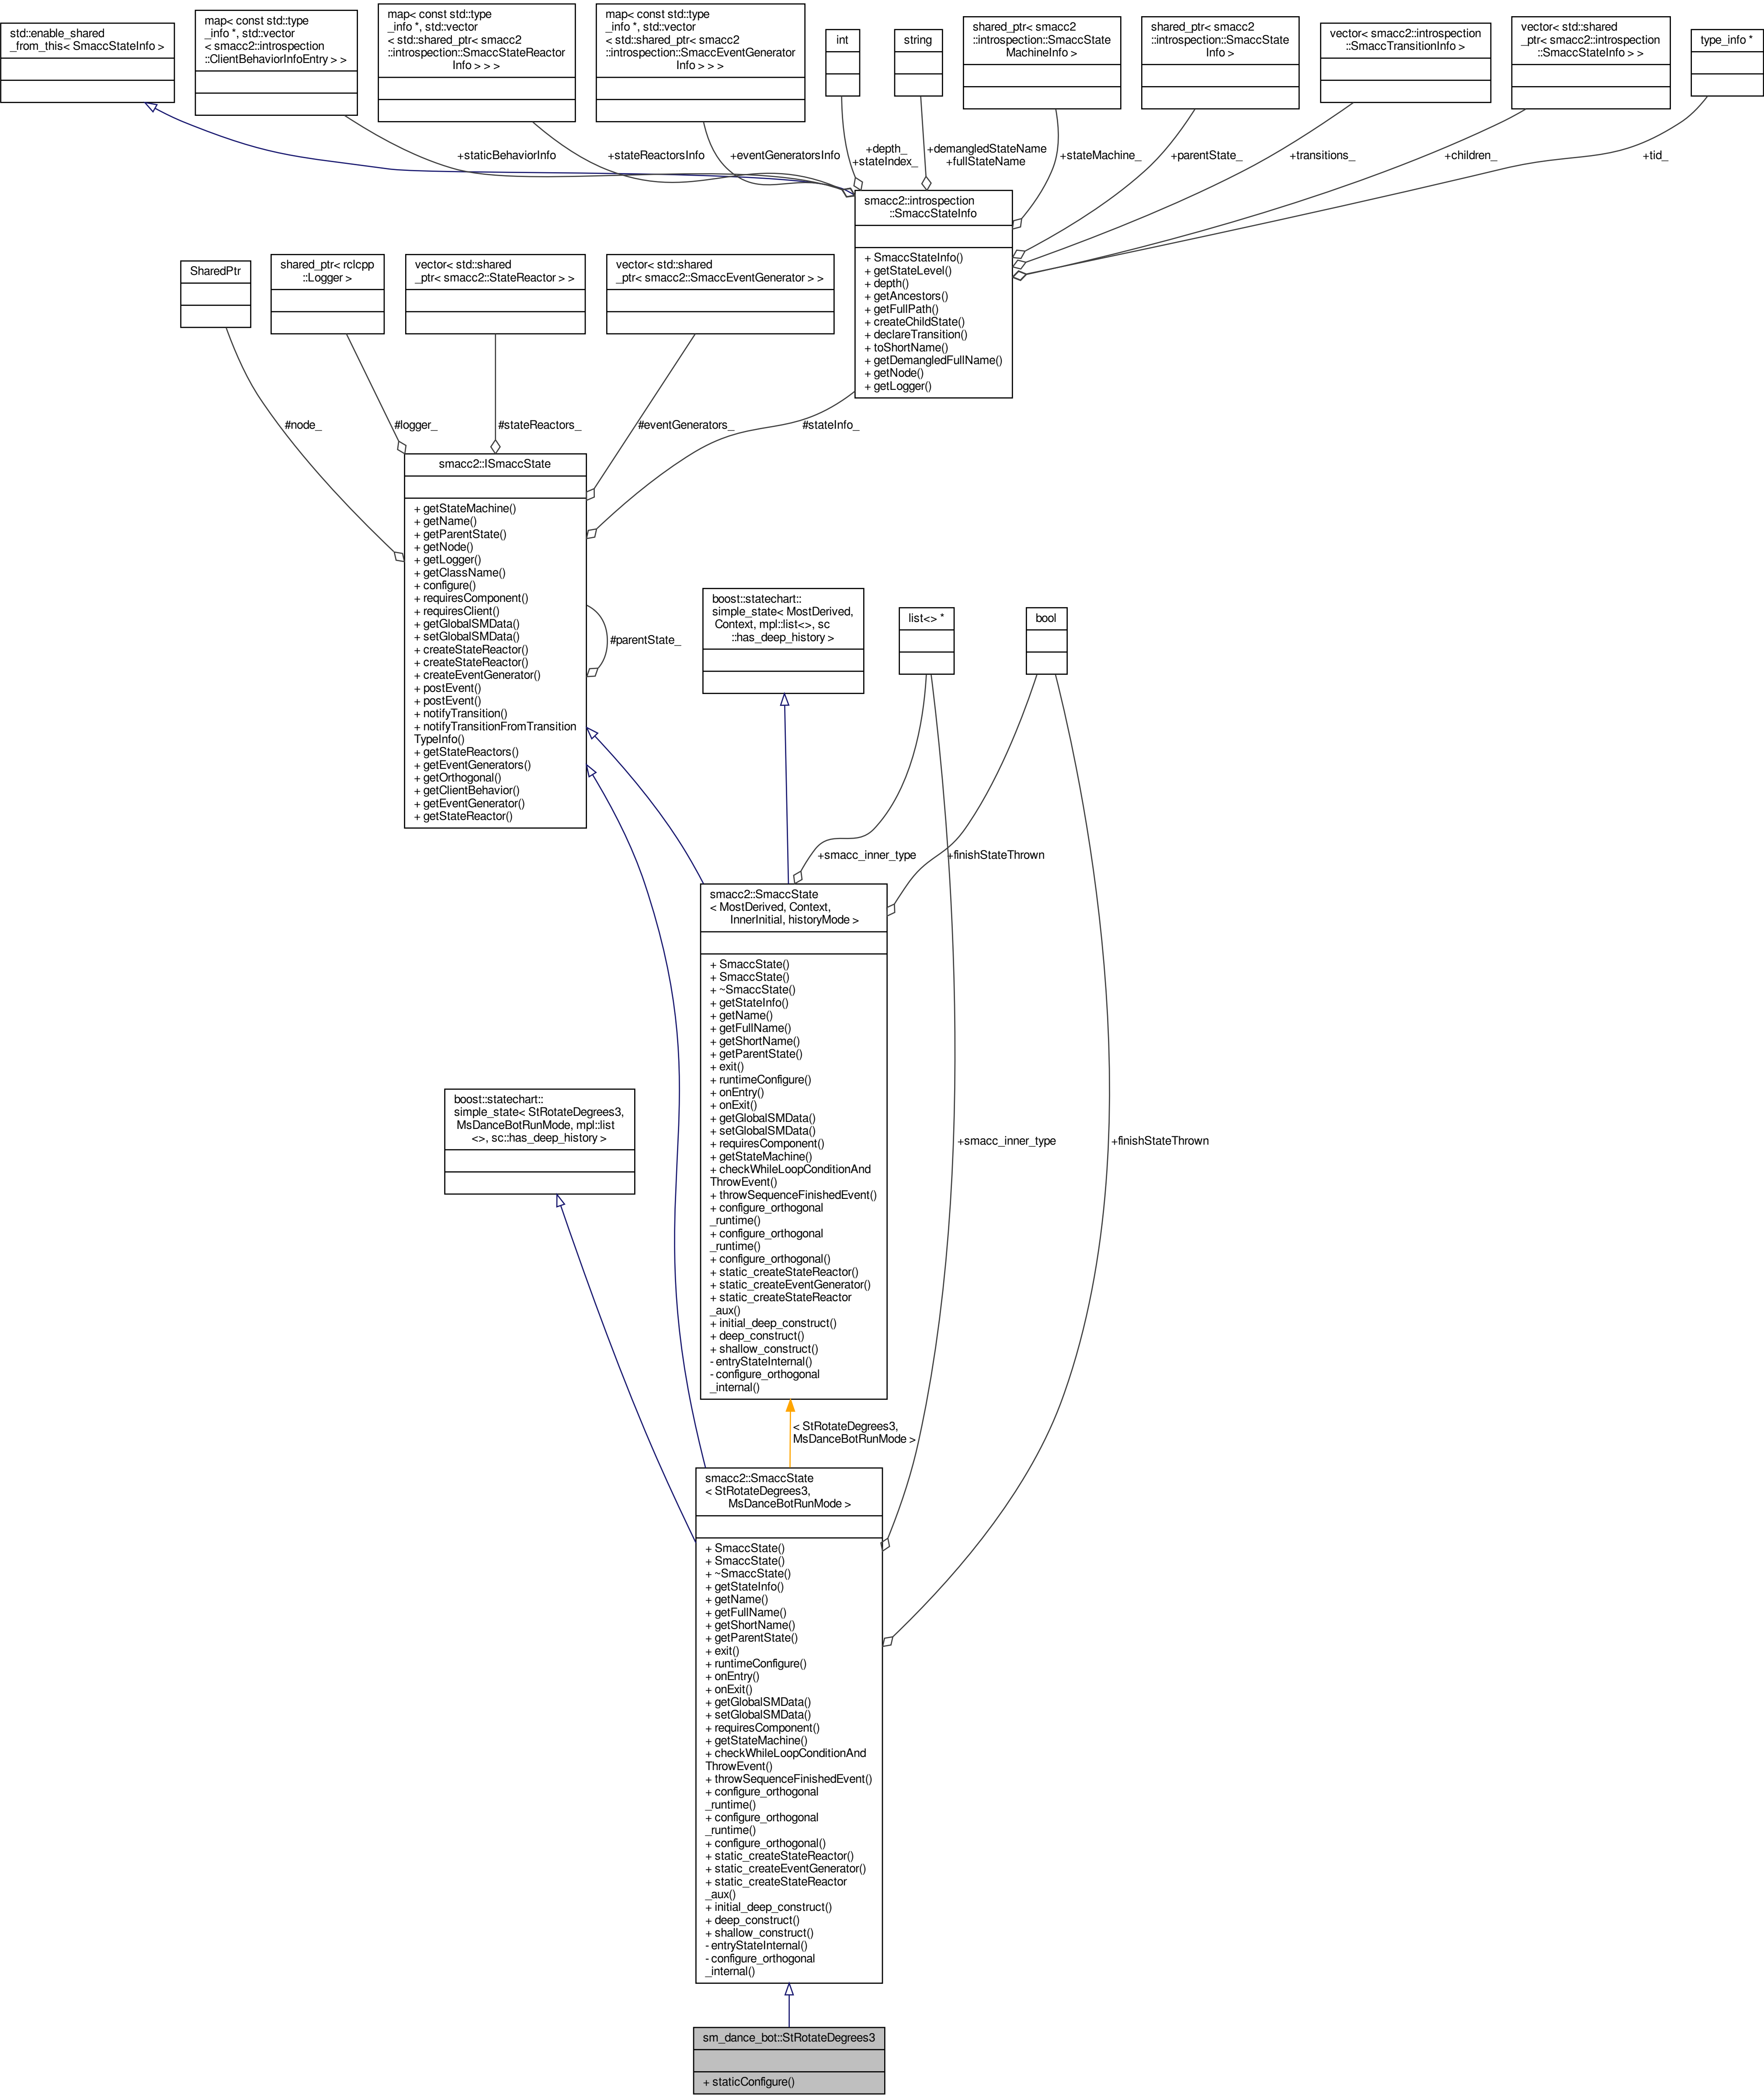 std::enable_shared
_from_this< SmaccStateInfo >
map< const std::type
_info *, std::vector
< smacc2::introspection
::ClientBehaviorInfoEntry > >
map< const std::type
_info *, std::vector
< std::shared_ptr< smacc2
::introspection::SmaccStateReactor
Info > > >
map< const std::type
_info *, std::vector
< std::shared_ptr< smacc2
::introspection::SmaccEventGenerator
Info > > >
int
string
shared_ptr< smacc2
::introspection::SmaccState
MachineInfo >
shared_ptr< smacc2
::introspection::SmaccState
Info >
vector< smacc2::introspection
::SmaccTransitionInfo >
vector< std::shared
_ptr< smacc2::introspection
::SmaccStateInfo > >
type_info *
+staticBehaviorInfo
+stateReactorsInfo
+eventGeneratorsInfo
+depth_
+stateIndex_
+demangledStateName
+fullStateName
+stateMachine_
+parentState_
+transitions_
+children_
+tid_
smacc2::introspection
::SmaccStateInfo
+ SmaccStateInfo()
+ getStateLevel()
+ depth()
+ getAncestors()
+ getFullPath()
+ createChildState()
+ declareTransition()
+ toShortName()
+ getDemangledFullName()
+ getNode()
+ getLogger()
SharedPtr
shared_ptr< rclcpp
::Logger >
vector< std::shared
_ptr< smacc2::StateReactor > >
vector< std::shared
_ptr< smacc2::SmaccEventGenerator > >
#node_
#logger_
#stateReactors_
#eventGenerators_
#stateInfo_
smacc2::ISmaccState
+ getStateMachine()
+ getName()
+ getParentState()
+ getNode()
+ getLogger()
+ getClassName()
+ configure()
+ requiresComponent()
+ requiresClient()
+ getGlobalSMData()
+ setGlobalSMData()
+ createStateReactor()
+ createStateReactor()
+ createEventGenerator()
+ postEvent()
+ postEvent()
+ notifyTransition()
+ notifyTransitionFromTransition
TypeInfo()
+ getStateReactors()
+ getEventGenerators()
+ getOrthogonal()
+ getClientBehavior()
+ getEventGenerator()
+ getStateReactor()
#parentState_
boost::statechart::
simple_state< MostDerived,
Context, mpl::list<>, sc
::has_deep_history >
list<> *
bool
+smacc_inner_type
+finishStateThrown
smacc2::SmaccState
< MostDerived, Context,
InnerInitial, historyMode >
+ SmaccState()
+ SmaccState()
+ ~SmaccState()
+ getStateInfo()
+ getName()
+ getFullName()
+ getShortName()
+ getParentState()
+ exit()
+ runtimeConfigure()
+ onEntry()
+ onExit()
+ getGlobalSMData()
+ setGlobalSMData()
+ requiresComponent()
+ getStateMachine()
+ checkWhileLoopConditionAnd
ThrowEvent()
+ throwSequenceFinishedEvent()
+ configure_orthogonal
_runtime()
+ configure_orthogonal
_runtime()
+ configure_orthogonal()
+ static_createStateReactor()
+ static_createEventGenerator()
+ static_createStateReactor
_aux()
+ initial_deep_construct()
+ deep_construct()
+ shallow_construct()
- entryStateInternal()
- configure_orthogonal
_internal()
boost::statechart::
simple_state< StRotateDegrees3,
MsDanceBotRunMode, mpl::list
<>, sc::has_deep_history >
+smacc_inner_type
+finishStateThrown
< StRotateDegrees3,
MsDanceBotRunMode >
smacc2::SmaccState
< StRotateDegrees3,
MsDanceBotRunMode >
+ SmaccState()
+ SmaccState()
+ ~SmaccState()
+ getStateInfo()
+ getName()
+ getFullName()
+ getShortName()
+ getParentState()
+ exit()
+ runtimeConfigure()
+ onEntry()
+ onExit()
+ getGlobalSMData()
+ setGlobalSMData()
+ requiresComponent()
+ getStateMachine()
+ checkWhileLoopConditionAnd
ThrowEvent()
+ throwSequenceFinishedEvent()
+ configure_orthogonal
_runtime()
+ configure_orthogonal
_runtime()
+ configure_orthogonal()
+ static_createStateReactor()
+ static_createEventGenerator()
+ static_createStateReactor
_aux()
+ initial_deep_construct()
+ deep_construct()
+ shallow_construct()
- entryStateInternal()
- configure_orthogonal
_internal()
sm_dance_bot::StRotateDegrees3
+ staticConfigure()